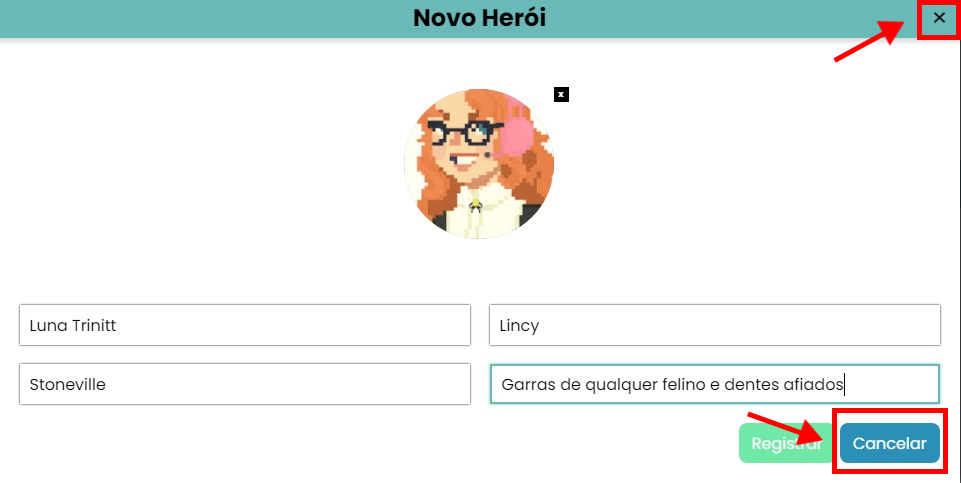 Novo Herói ×
x
Luna Trinitt
Lincy
Stoneville
Garras de qualquer felino e dentes afiados
Registrar
Cancelar